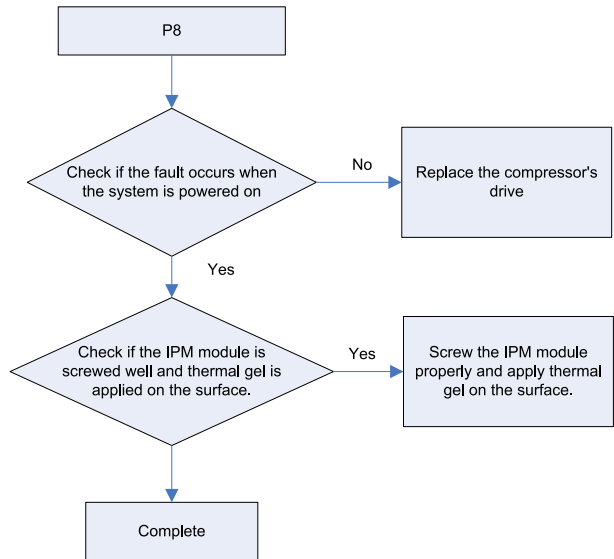 P8
Check if the fault occurs when
the system is powered on
No
Replace the compressor's
drive
Yes
Check if the IPM module is
screwed well and thermal gel is
applied on the surface.
Yes
Screw the IPM module
properly and apply thermal
gel on the surface.
Complete